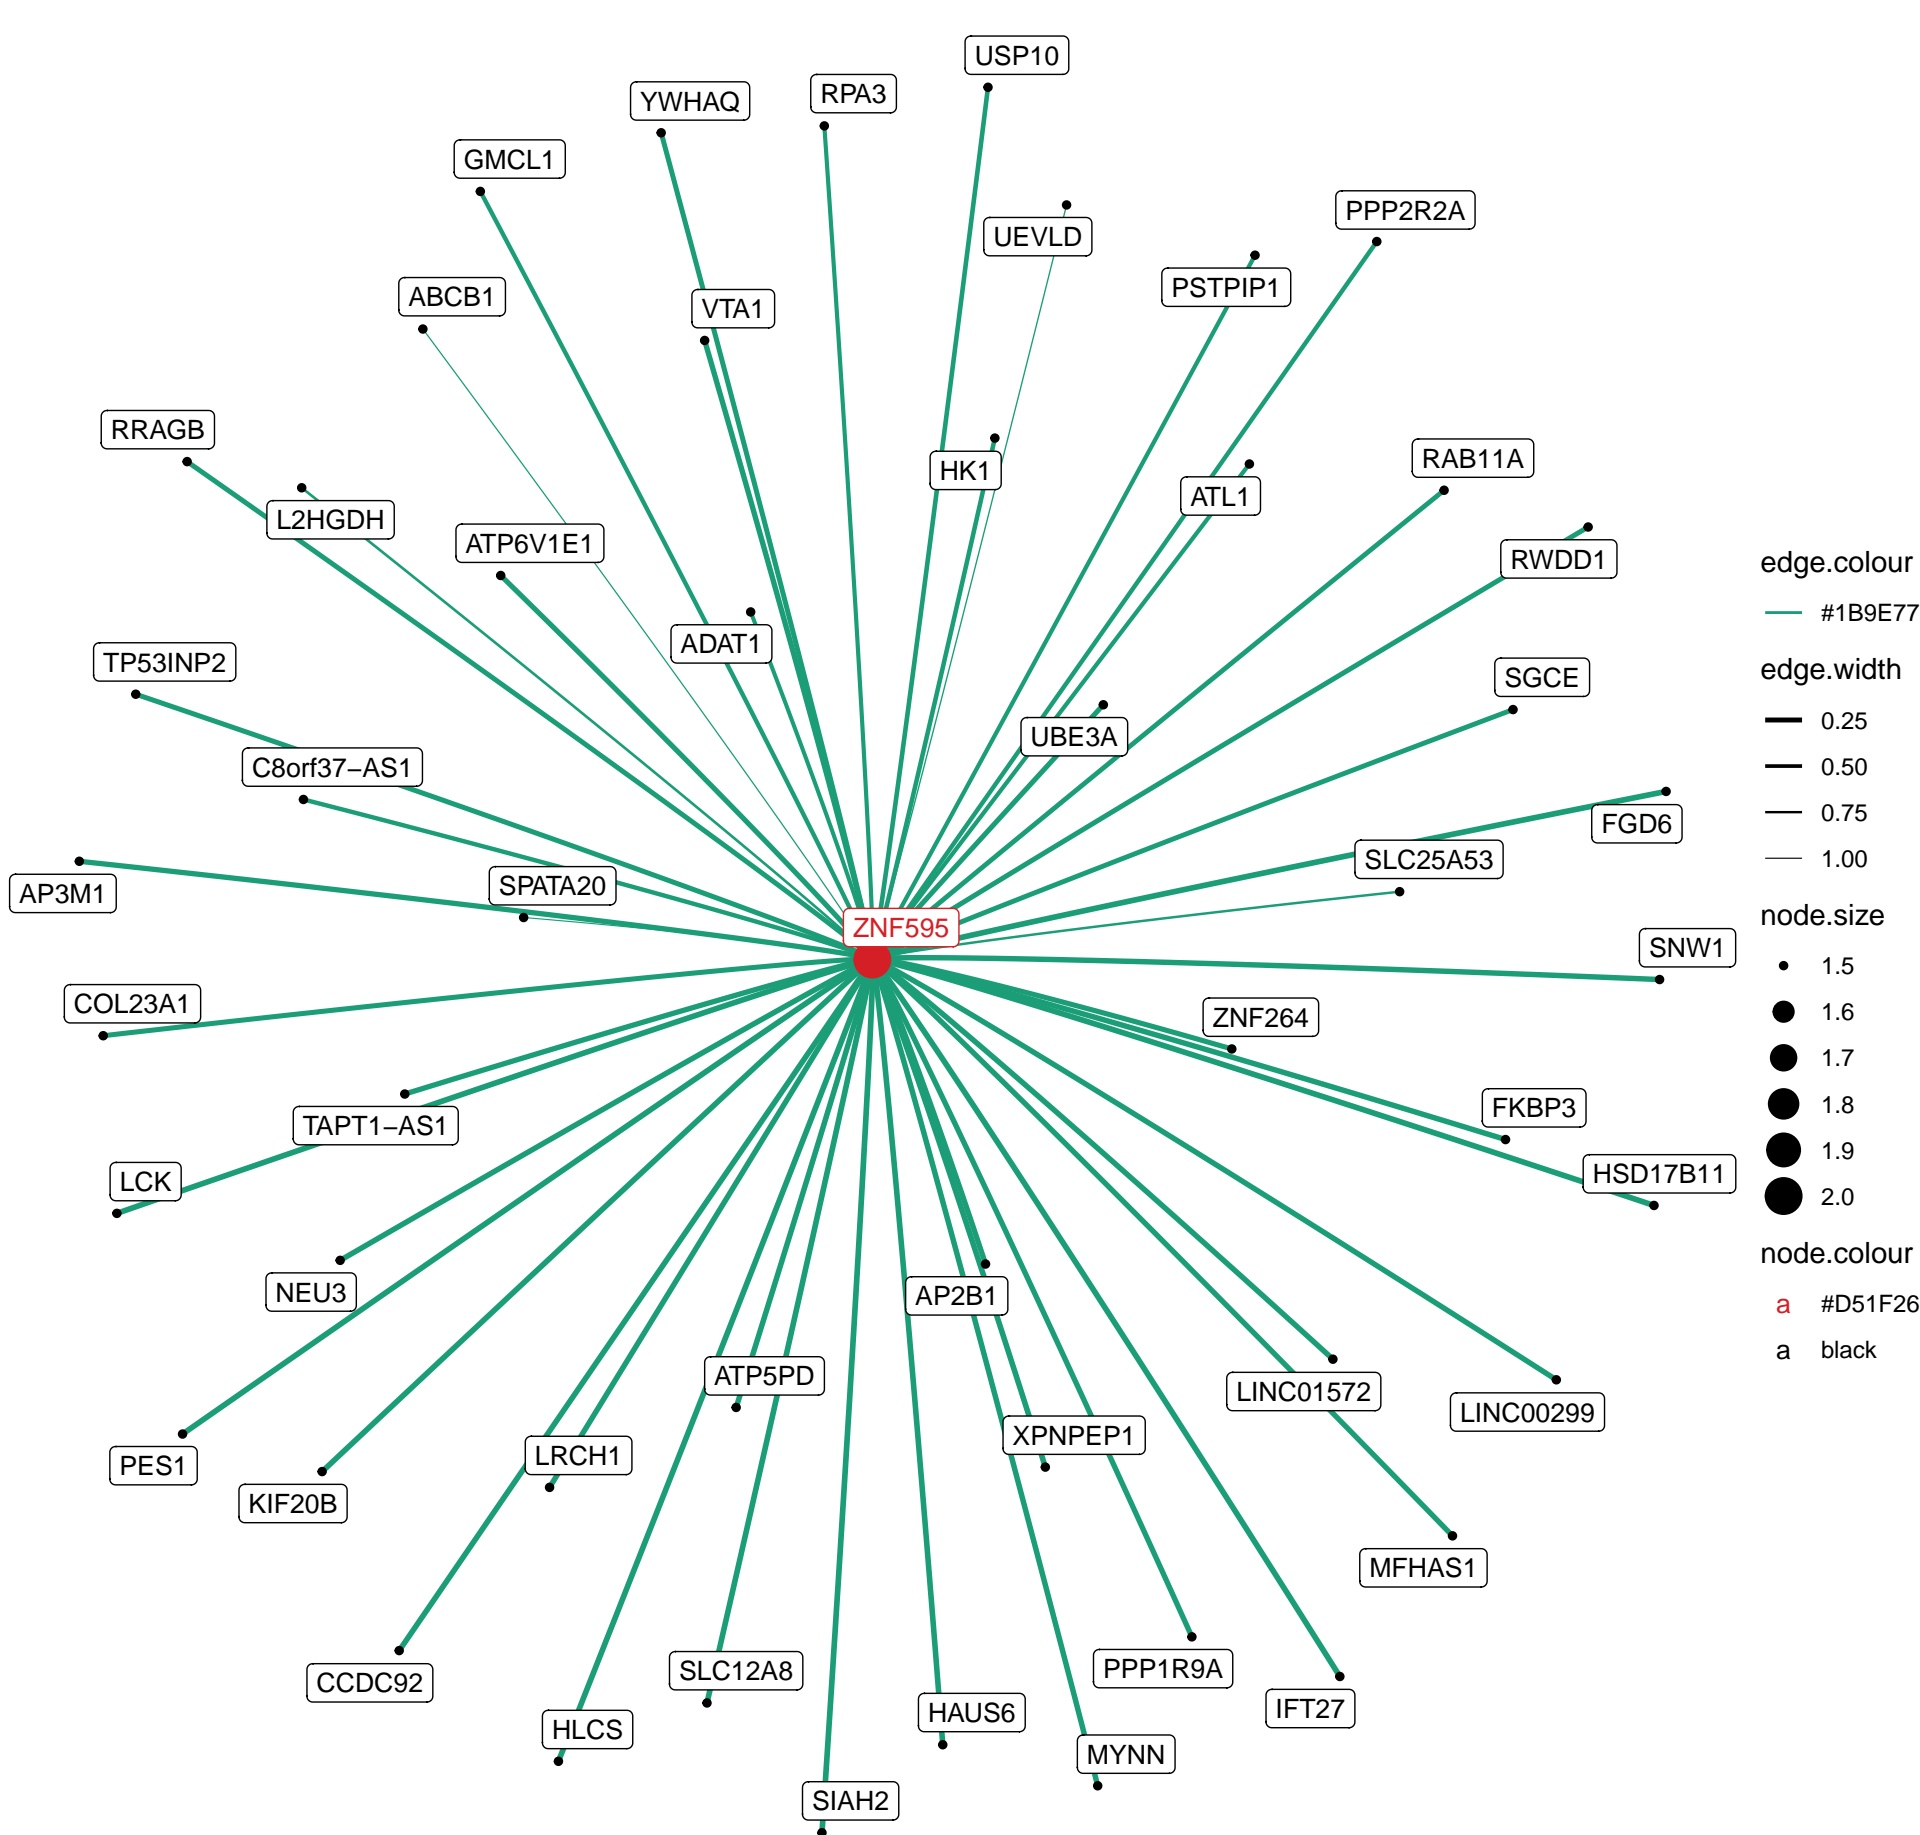 USP10
RPA3
YWHAQ
GMCL1
PPP2R2A
UEVLD
PSTPIP1
ABCB1
VTA1
RRAGB
RAB11A
HK1
ATL1
L2HGDH
ATP6V1E1
RWDD1
ADAT1
TP53INP2
SGCE
UBE3A
C8orf37−AS1
FGD6
SLC25A53
SPATA20
AP3M1
ZNF595
SNW1
COL23A1
ZNF264
FKBP3
TAPT1−AS1
HSD17B11
LCK
NEU3
AP2B1
ATP5PD
LINC01572
LINC00299
XPNPEP1
LRCH1
PES1
KIF20B
MFHAS1
PPP1R9A
SLC12A8
CCDC92
IFT27
HAUS6
HLCS
MYNN
SIAH2
edge.colour
#1B9E77
edge.width
0.25
0.50
0.75
1.00
node.size
1.5
1.6
1.7
1.8
1.9
2.0
node.colour
a #D51F26
a black